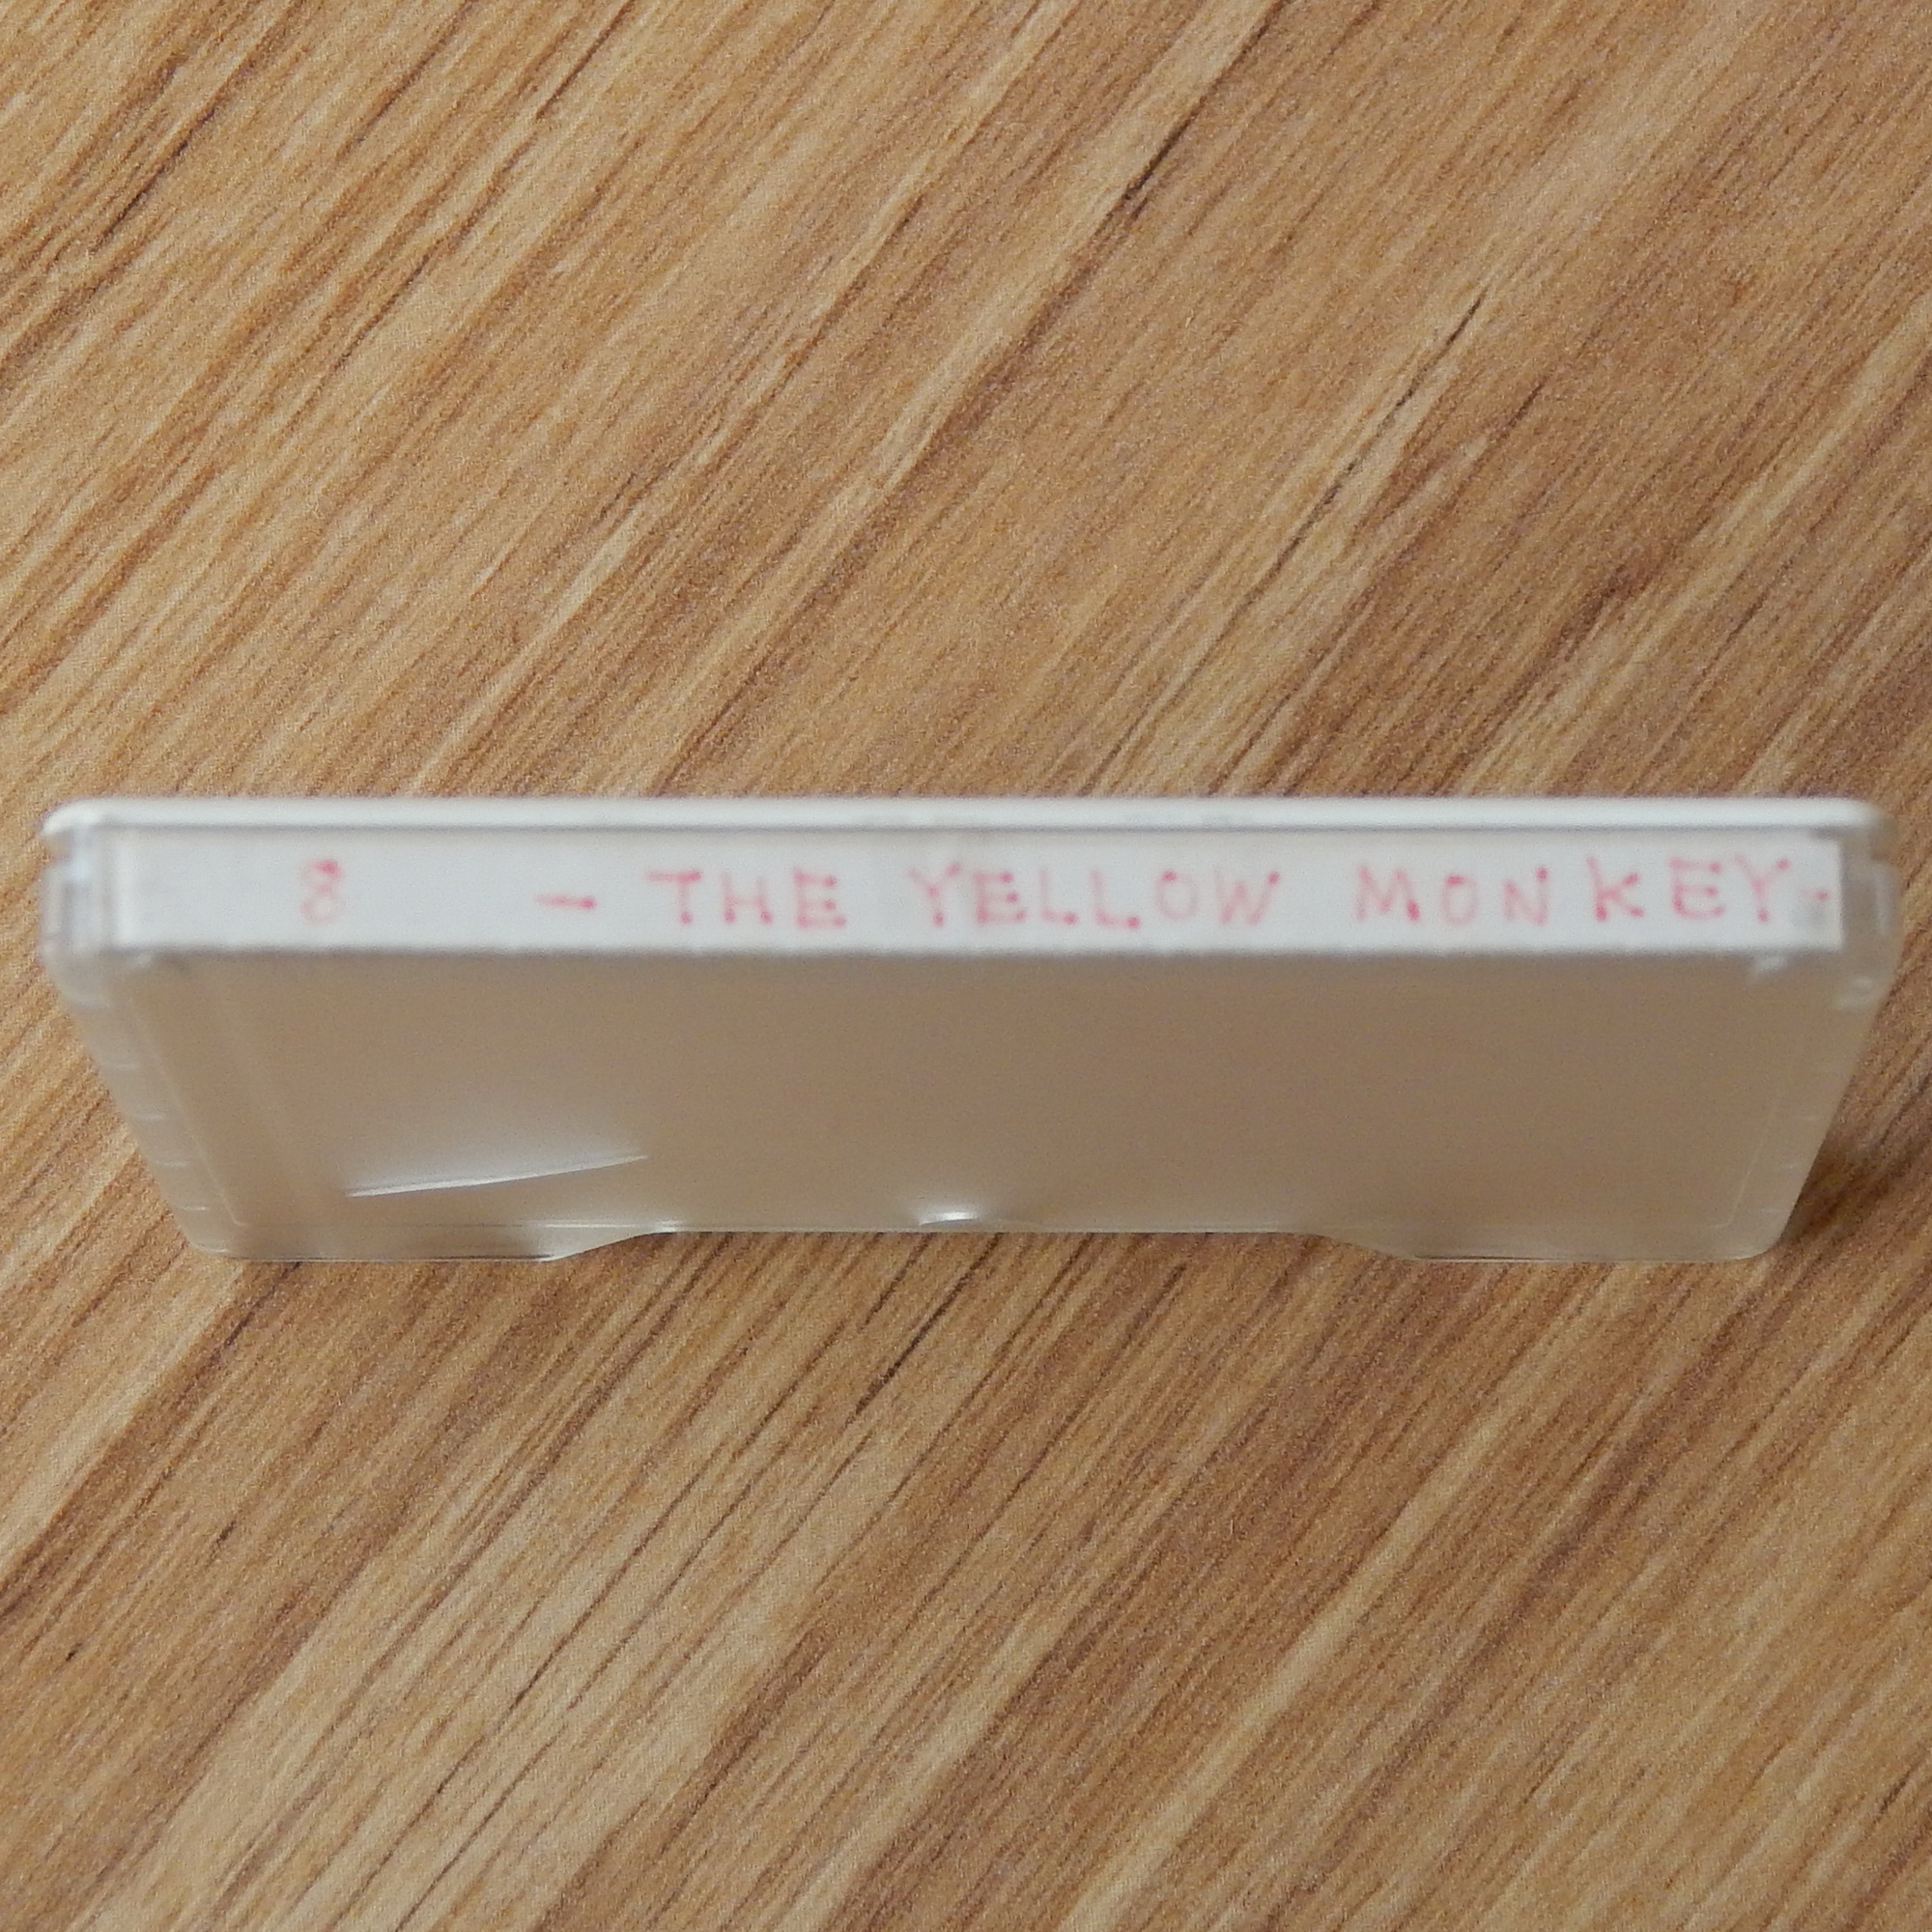 8 - THE YELLOW MONKEY-